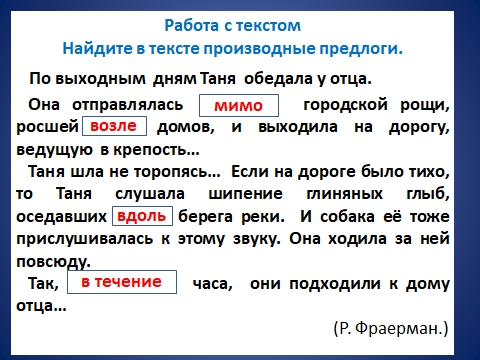 Работа с текстом
Найдите в тексте производные предлоги.
По выходным дням Таня обедала у отца.
Она отправлялась мимо городской рощи,
росшей возле домов, и выходила на дорогу,
ведущую в крепость...
Таня шла не торопясь... Если на дороге было тихо,
то Таня слушала шипение глиняных глыб,
оседавших вдоль берега реки. И собака её тоже
прислушивалась к этому звуку. Она ходила за ней
повсюду.
Так, в течение часа, они подходили к дому
отца...
(Р. Фраерман.)